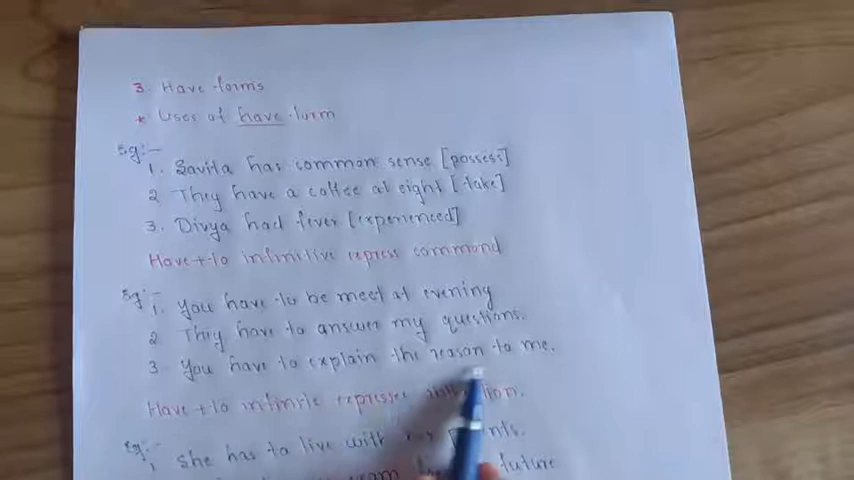 3. Have forms
* Uses of have form
Eg:-
1. Savita has common sense [possess]
2 They have a coffee at eight [take]
3. Divya had fever [experienced]
Have+to infinitive express command
Eg:-
1. You have to be meet at evening
2 They have to answer my questions.
3 You have to explain the reason to me.
Have+to infinitie expresses
Eg:-
1, She has to live with
future